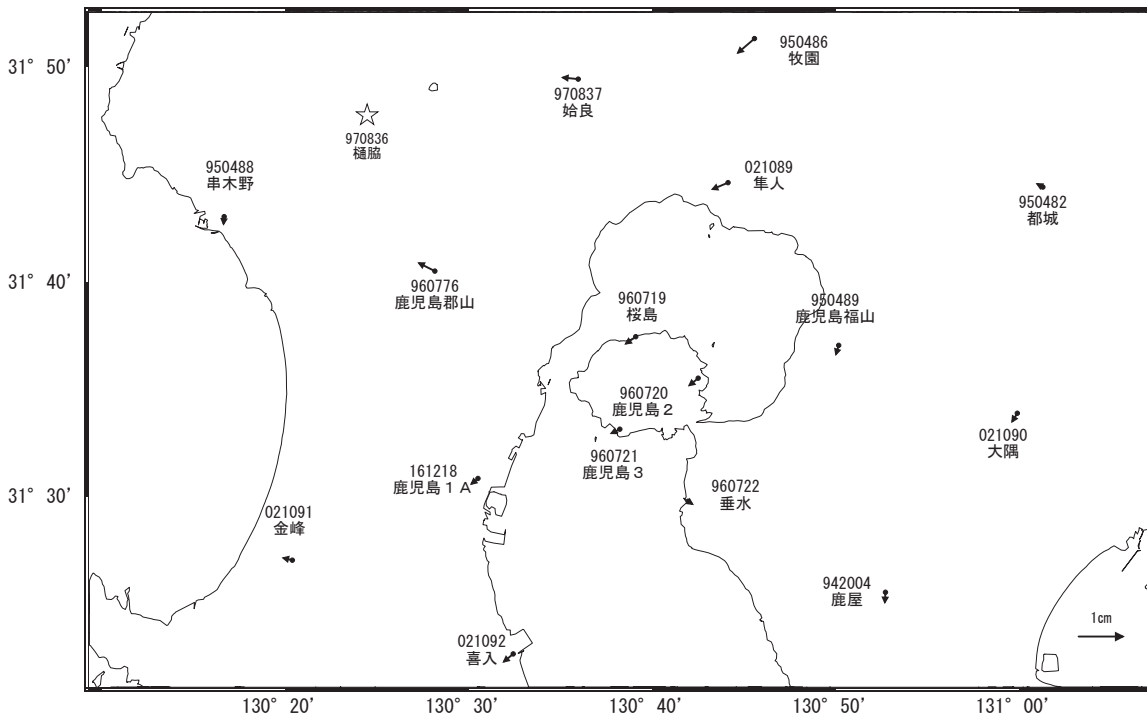 950486
牧園
31° 50′
970837
姶良
970836
樋脇
950488
串木野
021089
隼人
950482
都城
31° 40′
960776
鹿児島郡山
960719
桜島
950489
鹿児島福山
960720
鹿児島２
021090
大隅
960721
鹿児島３
161218
鹿児島１Ａ
960722
垂水
31° 30′
021091
金峰
942004
鹿屋
1cm
021092
喜入
130° 20′
130° 30′
130° 40′
130° 50′
131° 00′